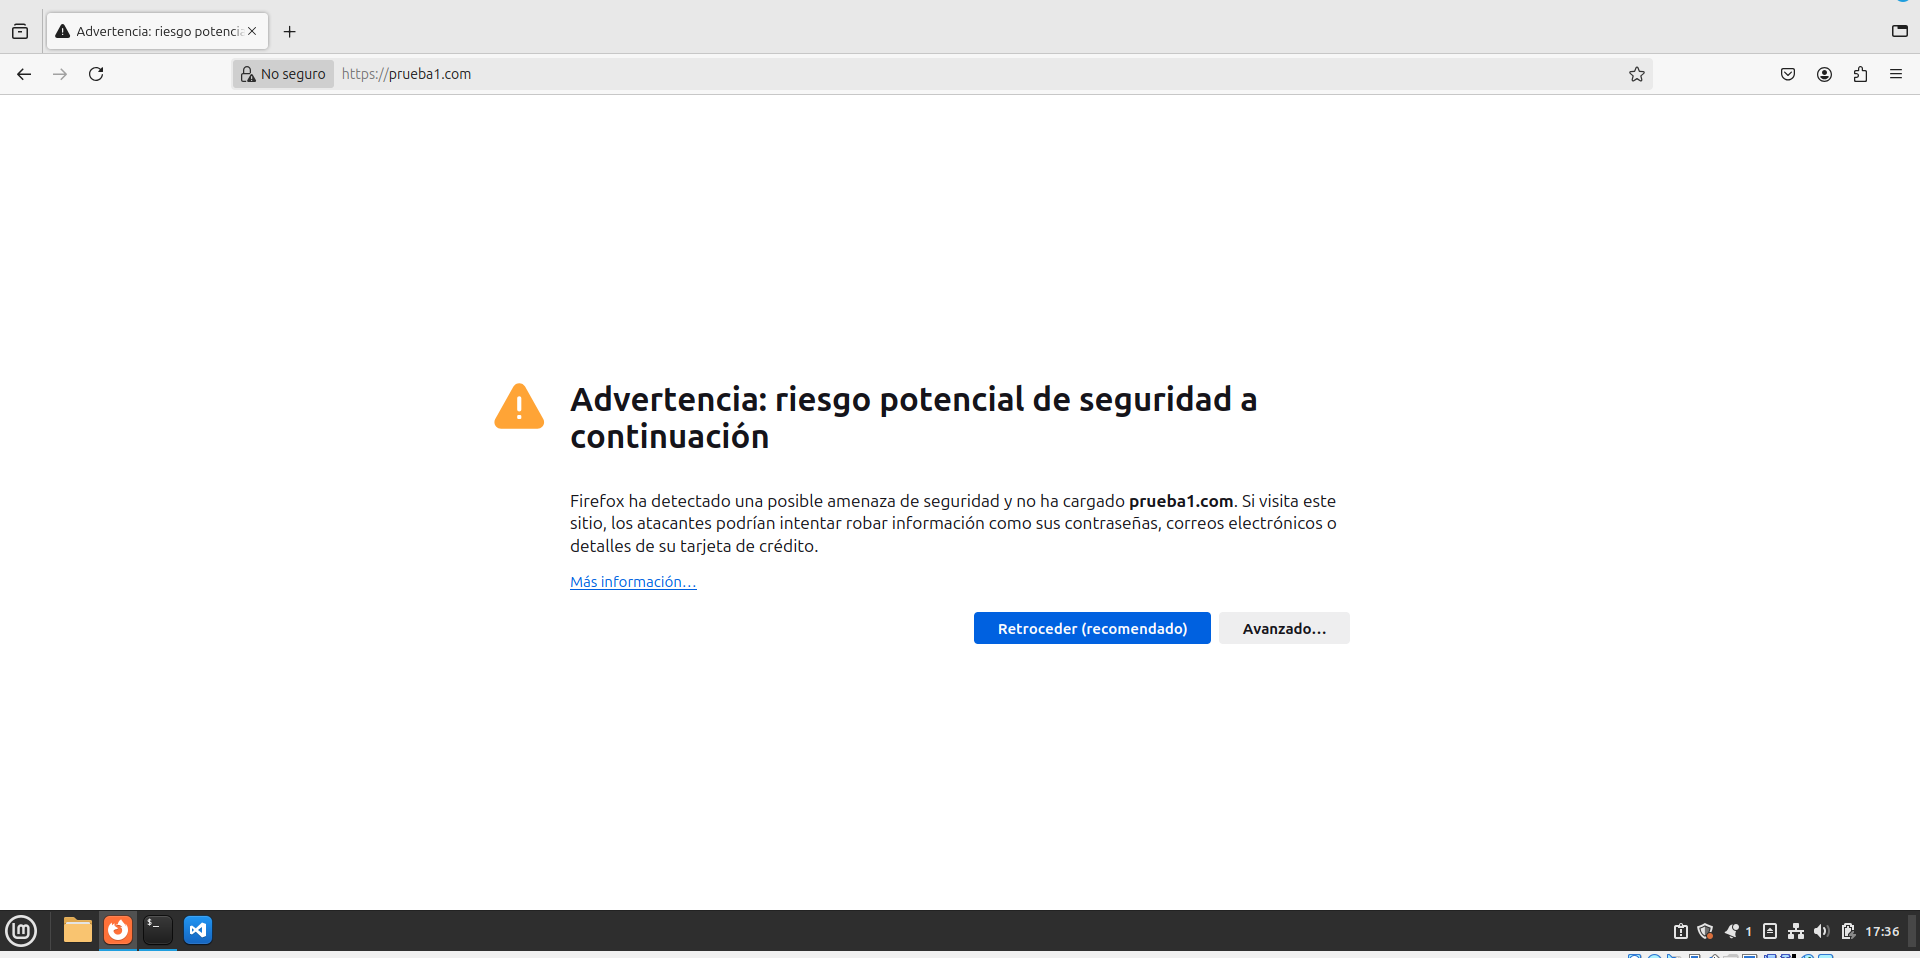 Advertencia: riesgo potencia
No seguro
https://prueba1.com
Advertencia: riesgo potencial de seguridad a
continuación
Firefox ha detectado una posible amenaza de seguridad y no ha cargado prueba1.com. Si visita este
sitio, los atacantes podrían intentar robar información como sus contraseñas, correos electrónicos o
detalles de su tarjeta de crédito.
Más información…
Retroceder (recomendado)
Avanzado…
lm
$_
1
17:36